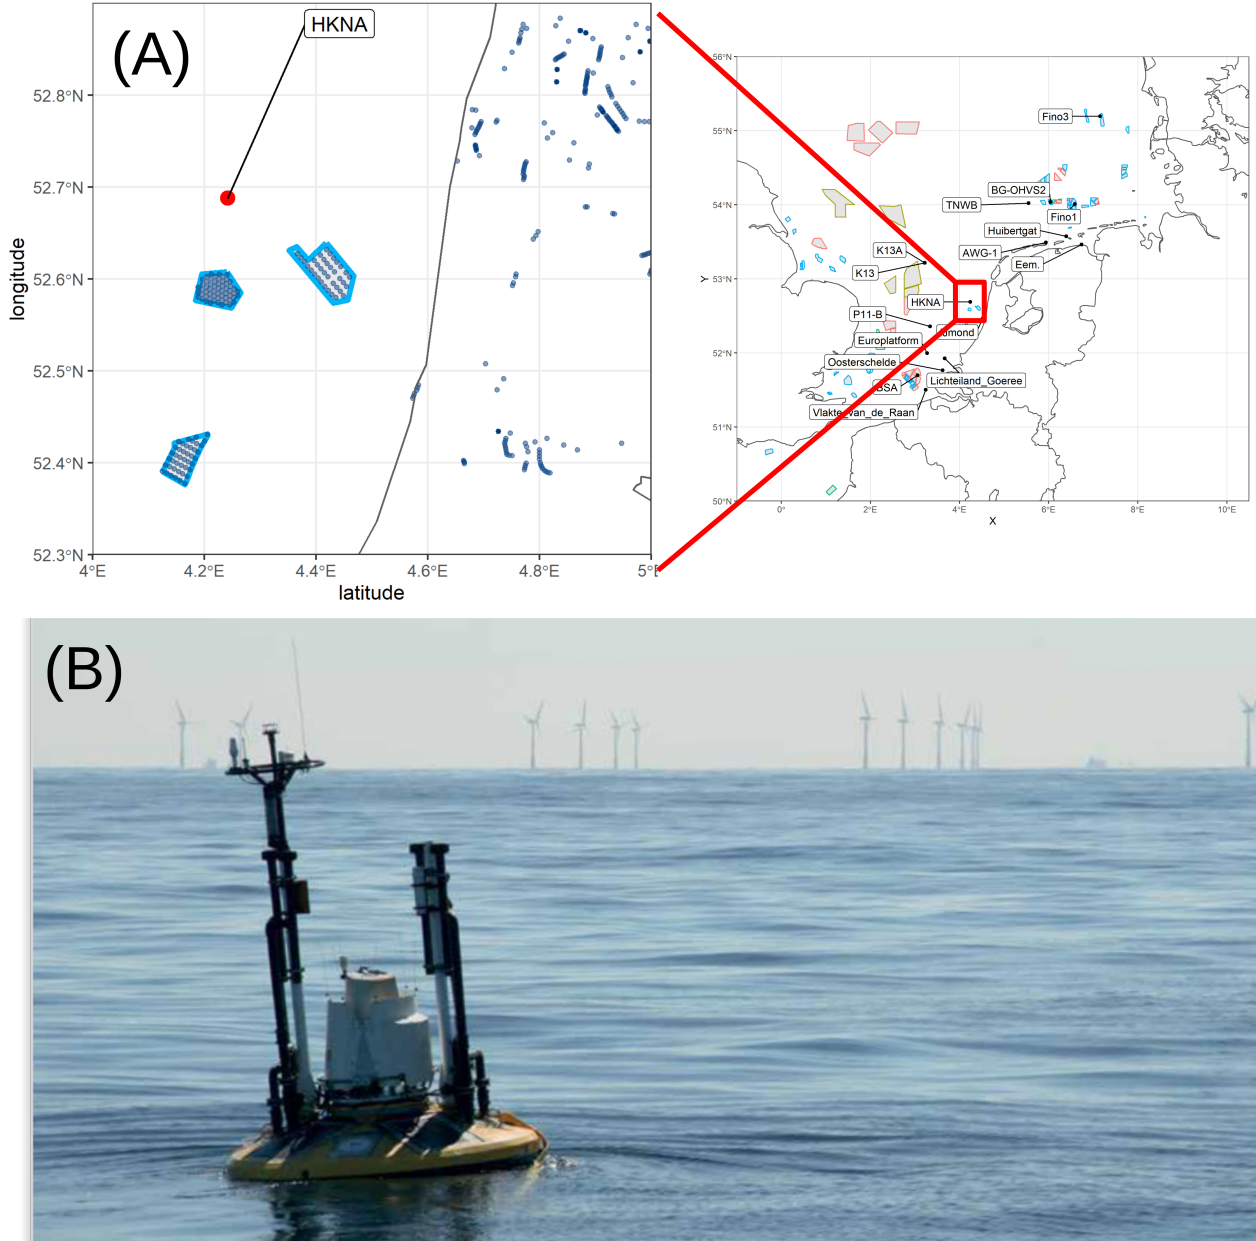 (A)
HKNA
52.8°N
52.7°N
52.6°N
52.5°N
52.4°N
52.3°N
longitude
4°E
4.2°E
4.4°E
4.6°E
4.8°E
5°E
latitude
56°N
55°N
54°N
53°N
52°N
51°N
50°N
Y
Fino3
BG-OHVS2
TNWB
Fino1
Huibertgat
K13A
AWG-1
Eem.
K13
HKNA
P11-B
Europlatform
Oosterschelde
Lichteiland_Goeree
BSA
Vlakte_van_de_Raan
0°
2°E
4°E
6°E
8°E
10°E
X
(B)